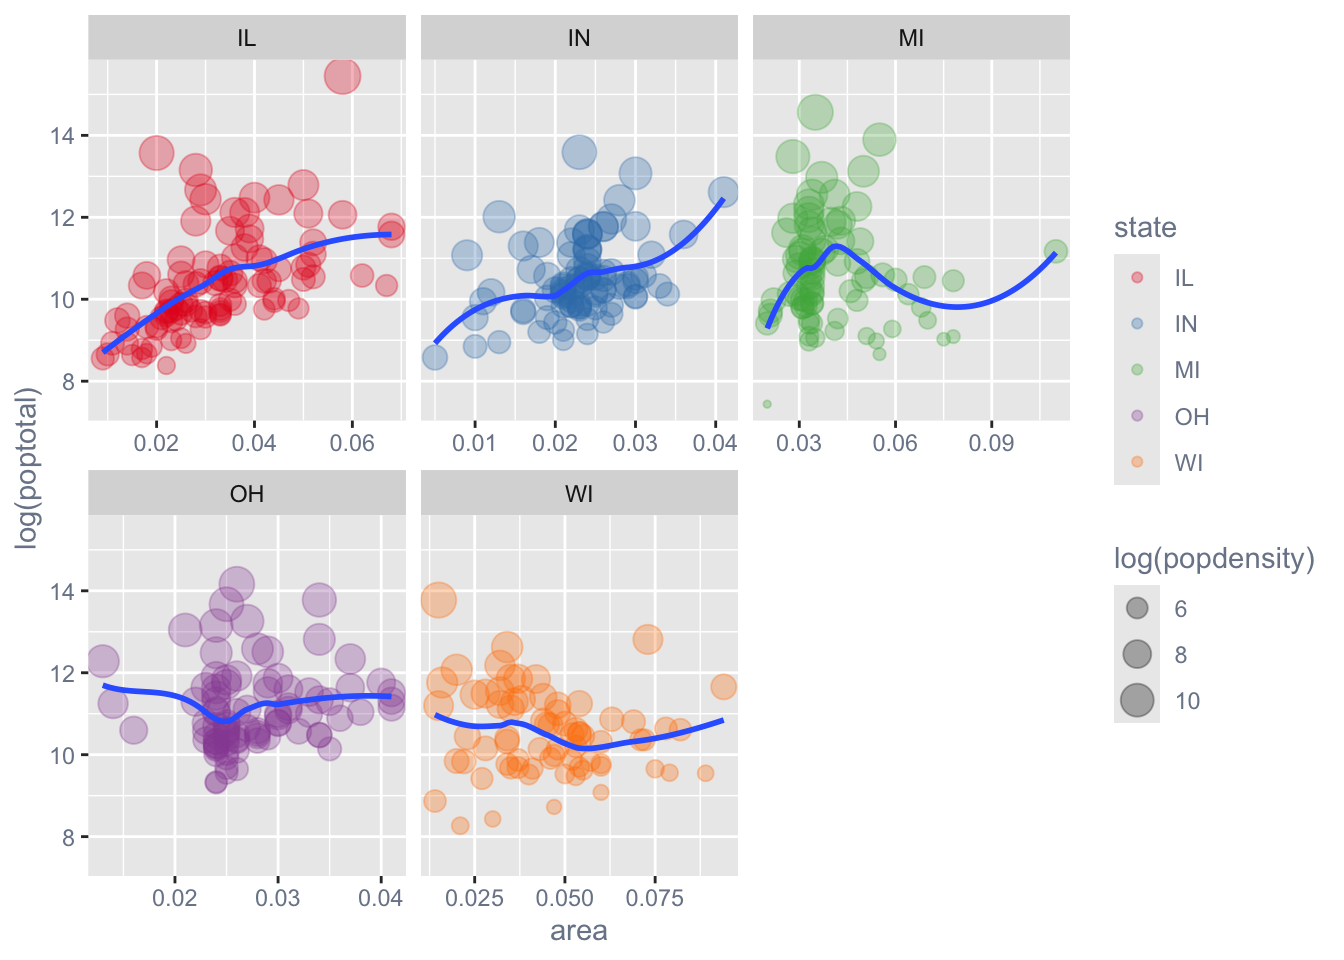 IL IN MI
14
12
10
8
0.02 0.04 0.06
0.01 0.02 0.03 0.04
0.03 0.06 0.09
log(poptotal)
OH WI
14
12
10
8
0.02 0.03 0.04
0.025 0.050 0.075
area
state
IL
IN
MI
OH
WI
log(popdensity)
6
8
10